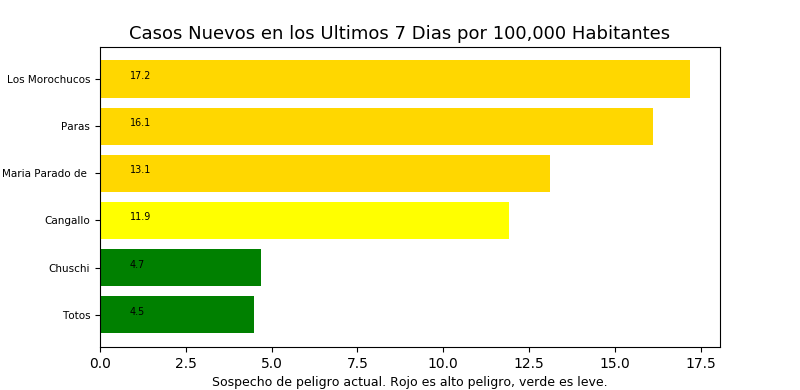 Casos Nuevos en los Ultimos 7 Dias por 100,000 Habitantes
Los Morochucos 17.2
Paras 16.1
Maria Parado de 13.1
Cangallo 11.9
Chuschi 4.7
Totos 4.5
0.0 2.5 5.0 7.5 10.0 12.5 15.0 17.5
Sospecho de peligro actual. Rojo es alto peligro, verde es leve.